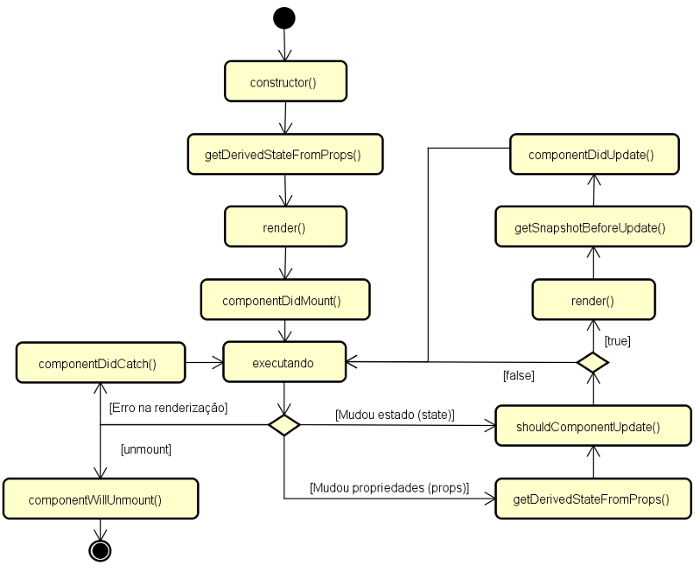 constructor()
getDerivedStateFromProps()
componentDidUpdate()
render()
getSnapshotBeforeUpdate()
componentDidMount()
render()
[true]
componentDidCatch()
executando
[false]
[Erro na renderização]
[Mudou estado (state)]
shouldComponentUpdate()
[unmount]
[Mudou propriedades (props)]
componentWillUnmount()
getDerivedStateFromProps()